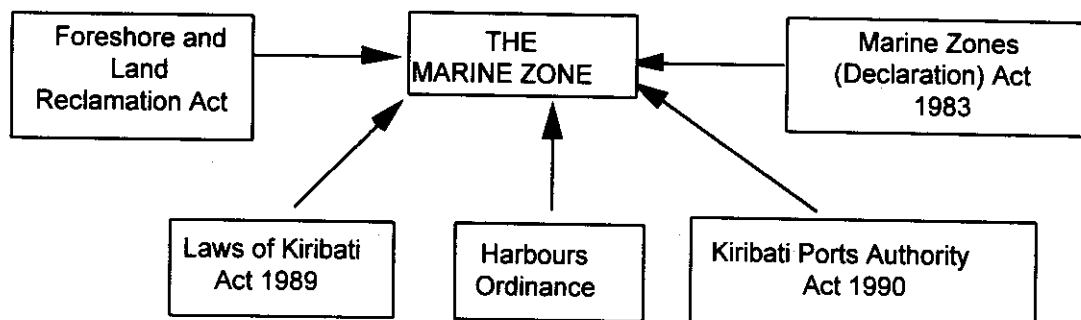 Foreshore and
Land
Reclamation Act
THE
MARINE ZONE
Marine Zones
(Declaration) Act
1983
Laws of Kiribati
Act 1989
Harbours
Ordinance
Kiribati Ports Authority
Act 1990